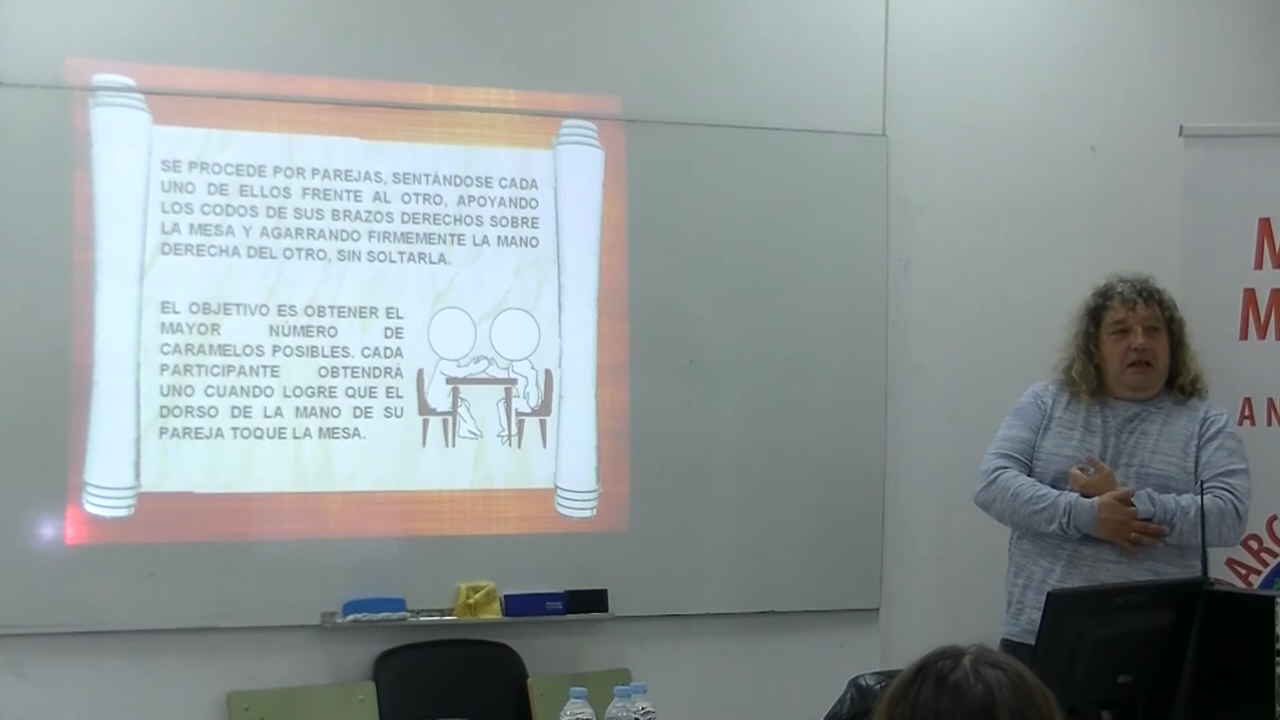 SE PROCEDE POR PAREJAS, SENTÁNDOSE CADA
UNO DE ELLOS FRENTE AL OTRO, APOYANDO
LOS CODOS DE SUS BRAZOS DERECHOS SOBRE
LA MESA Y AGARRANDO FIRMEMENTE LA MANO
DERECHA DEL OTRO, SIN SOLTARLA.
EL OBJETIVO ES OBTENER EL
MAYOR NÚMERO DE
CARAMELOS POSIBLES. CADA
PARTICIPANTE OBTENDRÁ
UNO CUANDO LOGRE QUE EL
DORSO DE LA MANO DE SU
PAREJA TOQUE LA MESA.
M
M
AN
ARC